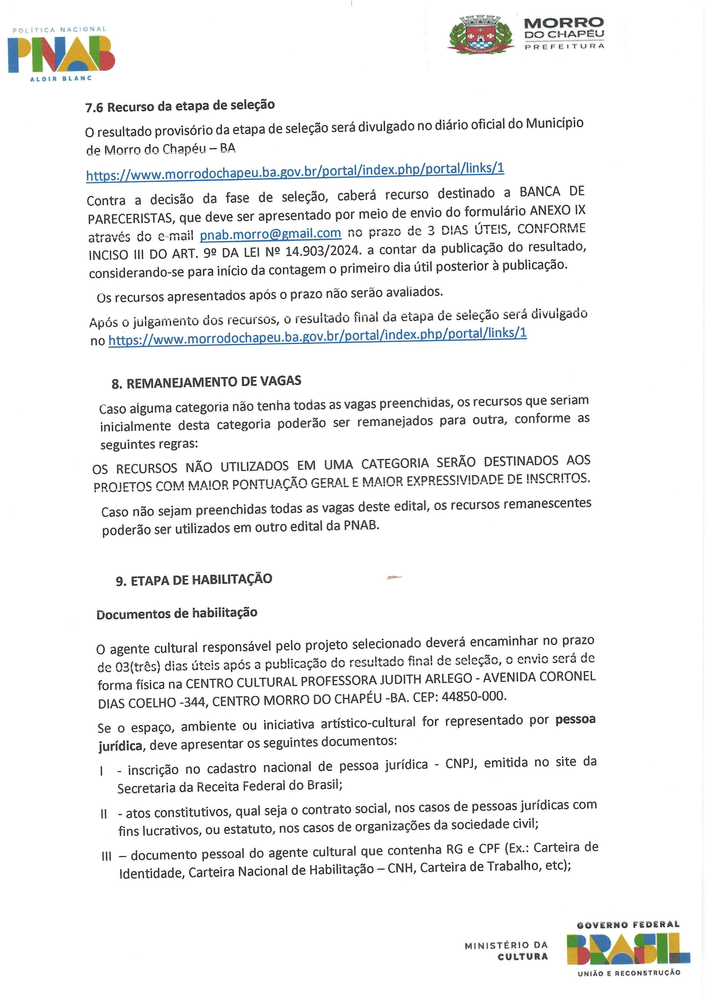 POLÍTICA NACIONAL
PNAB
ALDIR BLANC
MORRO DO CHAPÉU
MORRO
DO CHAPÉU
PREFEITURA
7.6 Recurso da etapa de seleção
O resultado provisório da etapa de seleção será divulgado no diário oficial do Município
de Morro do Chapéu – BA
https://www.morrodochapeu.ba.gov.br/portal/index.php/portal/links/1
Contra a decisão da fase de seleção, caberá recurso destinado a BANCA DE
PARECERISTAS, que deve ser apresentado por meio de envio do formulário ANEXO IX
através do e-mail pnab.morro@gmail.com no prazo de 3 DIAS ÚTEIS, CONFORME
INCISO III DO ART. 9º DA LEI Nº 14.903/2024. a contar da publicação do resultado,
considerando-se para início da contagem o primeiro dia útil posterior à publicação.
Os recursos apresentados após o prazo não serão avaliados.
Após o julgamento dos recursos, o resultado final da etapa de seleção será divulgado
no https://www.morrodochapeu.ba.gov.br/portal/index.php/portal/links/1
8. REMANEJAMENTO DE VAGAS
Caso alguma categoria não tenha todas as vagas preenchidas, os recursos que seriam
inicialmente desta categoria poderão ser remanejados para outra, conforme as
seguintes regras:
OS RECURSOS NÃO UTILIZADOS EM UMA CATEGORIA SERÃO DESTINADOS AOS
PROJETOS COM MAIOR PONTUAÇÃO GERAL E MAIOR EXPRESSIVIDADE DE INSCRITOS.
Caso não sejam preenchidas todas as vagas deste edital, os recursos remanescentes
poderão ser utilizados em outro edital da PNAB.
9. ETAPA DE HABILITAÇÃO
Documentos de habilitação
O agente cultural responsável pelo projeto selecionado deverá encaminhar no prazo
de 03(três) dias úteis após a publicação do resultado final de seleção, o envio será de
forma física na CENTRO CULTURAL PROFESSORA JUDITH ARLEGO - AVENIDA CORONEL
DIAS COELHO -344, CENTRO MORRO DO CHAPÉU -BA. CEP: 44850-000.
Se o espaço, ambiente ou iniciativa artístico-cultural for representado por pessoa
jurídica, deve apresentar os seguintes documentos:
I - inscrição no cadastro nacional de pessoa jurídica - CNPJ, emitida no site da
Secretaria da Receita Federal do Brasil;
II - atos constitutivos, qual seja o contrato social, nos casos de pessoas jurídicas com
fins lucrativos, ou estatuto, nos casos de organizações da sociedade civil;
III – documento pessoal do agente cultural que contenha RG e CPF (Ex.: Carteira de
Identidade, Carteira Nacional de Habilitação – CNH, Carteira de Trabalho, etc);
MINISTÉRIO DA
CULTURA
GOVERNO FEDERAL
BRASIL
UNIÃO E RECONSTRUÇÃO